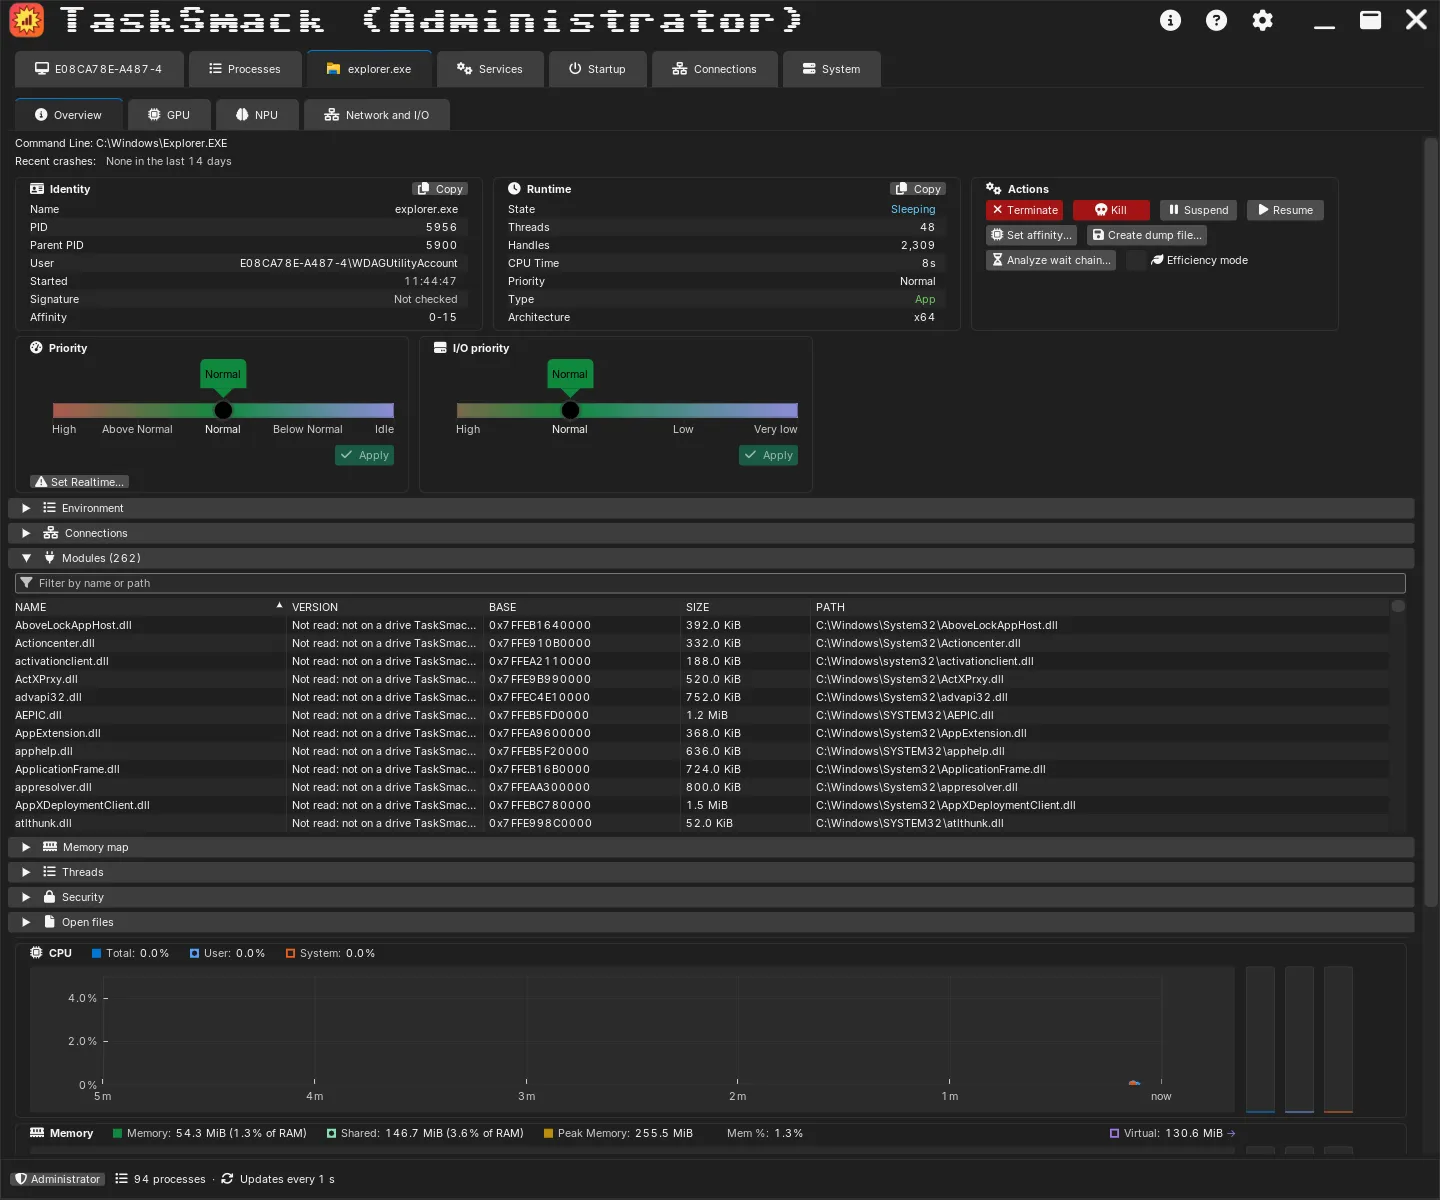 TaskSmack (Administrator)
E08CA78E-A487-4 Processes explorer.exe Services Startup Connections System
Overview GPU NPU Network and I/O
Command Line: C:\Windows\Explorer.EXE
Recent crashes: None in the last 14 days
Identity Copy
Name explorer.exe
PID 5956
Parent PID 5900
User E08CA78E-A487-4\WDAGUtilityAccount
Started 11:44:47
Signature Not checked
Affinity 0-15
Runtime Copy
State Sleeping
Threads 48
Handles 2,309
CPU Time 8s
Priority Normal
Type App
Architecture x64
Actions
Terminate Kill Suspend Resume
Set affinity... Create dump file...
Analyze wait chain... Efficiency mode
Priority
Normal
High Above Normal Normal Below Normal Idle
Apply
Set Realtime...
I/O priority
Normal
High Normal Low Very low
Apply
Environment
Connections
Modules (262)
Filter by name or path
NAME VERSION BASE SIZE PATH
AboveLockAppHost.dll Not read: not on a drive TaskSmac... 0x7FFEB1640000 392.0 KiB C:\Windows\System32\AboveLockAppHost.dll
Actioncenter.dll Not read: not on a drive TaskSmac... 0x7FFE910B0000 332.0 KiB C:\Windows\System32\Actioncenter.dll
activationclient.dll Not read: not on a drive TaskSmac... 0x7FFEA2110000 188.0 KiB C:\Windows\system32\activationclient.dll
ActXPrxy.dll Not read: not on a drive TaskSmac... 0x7FFE9B990000 520.0 KiB C:\Windows\System32\ActXPrxy.dll
advapi32.dll Not read: not on a drive TaskSmac... 0x7FFEC4E10000 752.0 KiB C:\Windows\System32\advapi32.dll
AEPIC.dll Not read: not on a drive TaskSmac... 0x7FFEB5FD0000 1.2 MiB C:\Windows\SYSTEM32\AEPIC.dll
AppExtension.dll Not read: not on a drive TaskSmac... 0x7FFEA9600000 368.0 KiB C:\Windows\System32\AppExtension.dll
apphelp.dll Not read: not on a drive TaskSmac... 0x7FFEB5F20000 636.0 KiB C:\Windows\SYSTEM32\apphelp.dll
ApplicationFrame.dll Not read: not on a drive TaskSmac... 0x7FFEB16B0000 724.0 KiB C:\Windows\System32\ApplicationFrame.dll
appresolver.dll Not read: not on a drive TaskSmac... 0x7FFEAA300000 800.0 KiB C:\Windows\System32\appresolver.dll
AppXDeploymentClient.dll Not read: not on a drive TaskSmac... 0x7FFEBC780000 1.5 MiB C:\Windows\System32\AppXDeploymentClient.dll
atlthunk.dll Not read: not on a drive TaskSmac... 0x7FFE998C0000 52.0 KiB C:\Windows\SYSTEM32\atlthunk.dll
Memory map
Threads
Security
Open files
CPU Total: 0.0% User: 0.0% System: 0.0%
4.0%
2.0%
0%
5m 4m 3m 2m 1m now
Memory Memory: 54.3 MiB (1.3% of RAM) Shared: 146.7 MiB (3.6% of RAM) Peak Memory: 255.5 MiB Mem %: 1.3% Virtual: 130.6 MiB →
Administrator 94 processes · Updates every 1 s